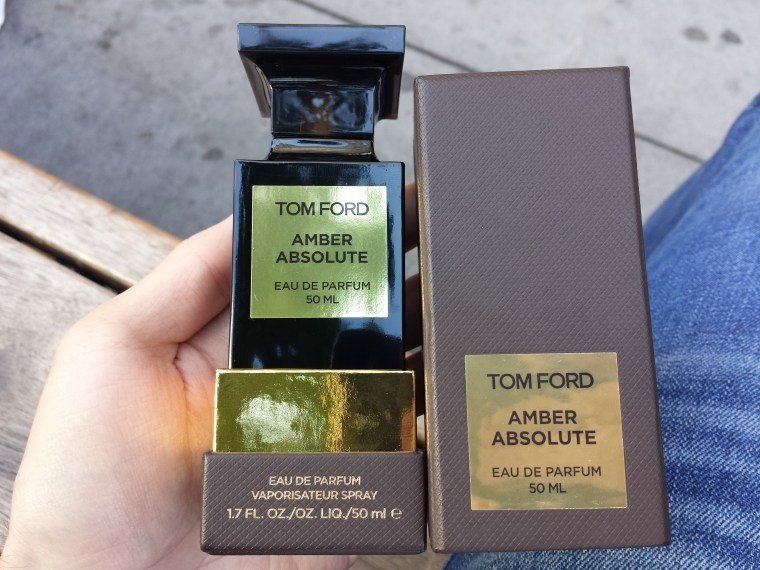 TOM FORD
AMBER
ABSOLUTE
EAU DE PARFUM
50 ML
EAU DE PARFUM
VAPORISATEUR SPRAY
1.7 FL. OZ./OZ. LIQ./50 ml ℮
TOM FORD
AMBER
ABSOLUTE
EAU DE PARFUM
50 ML